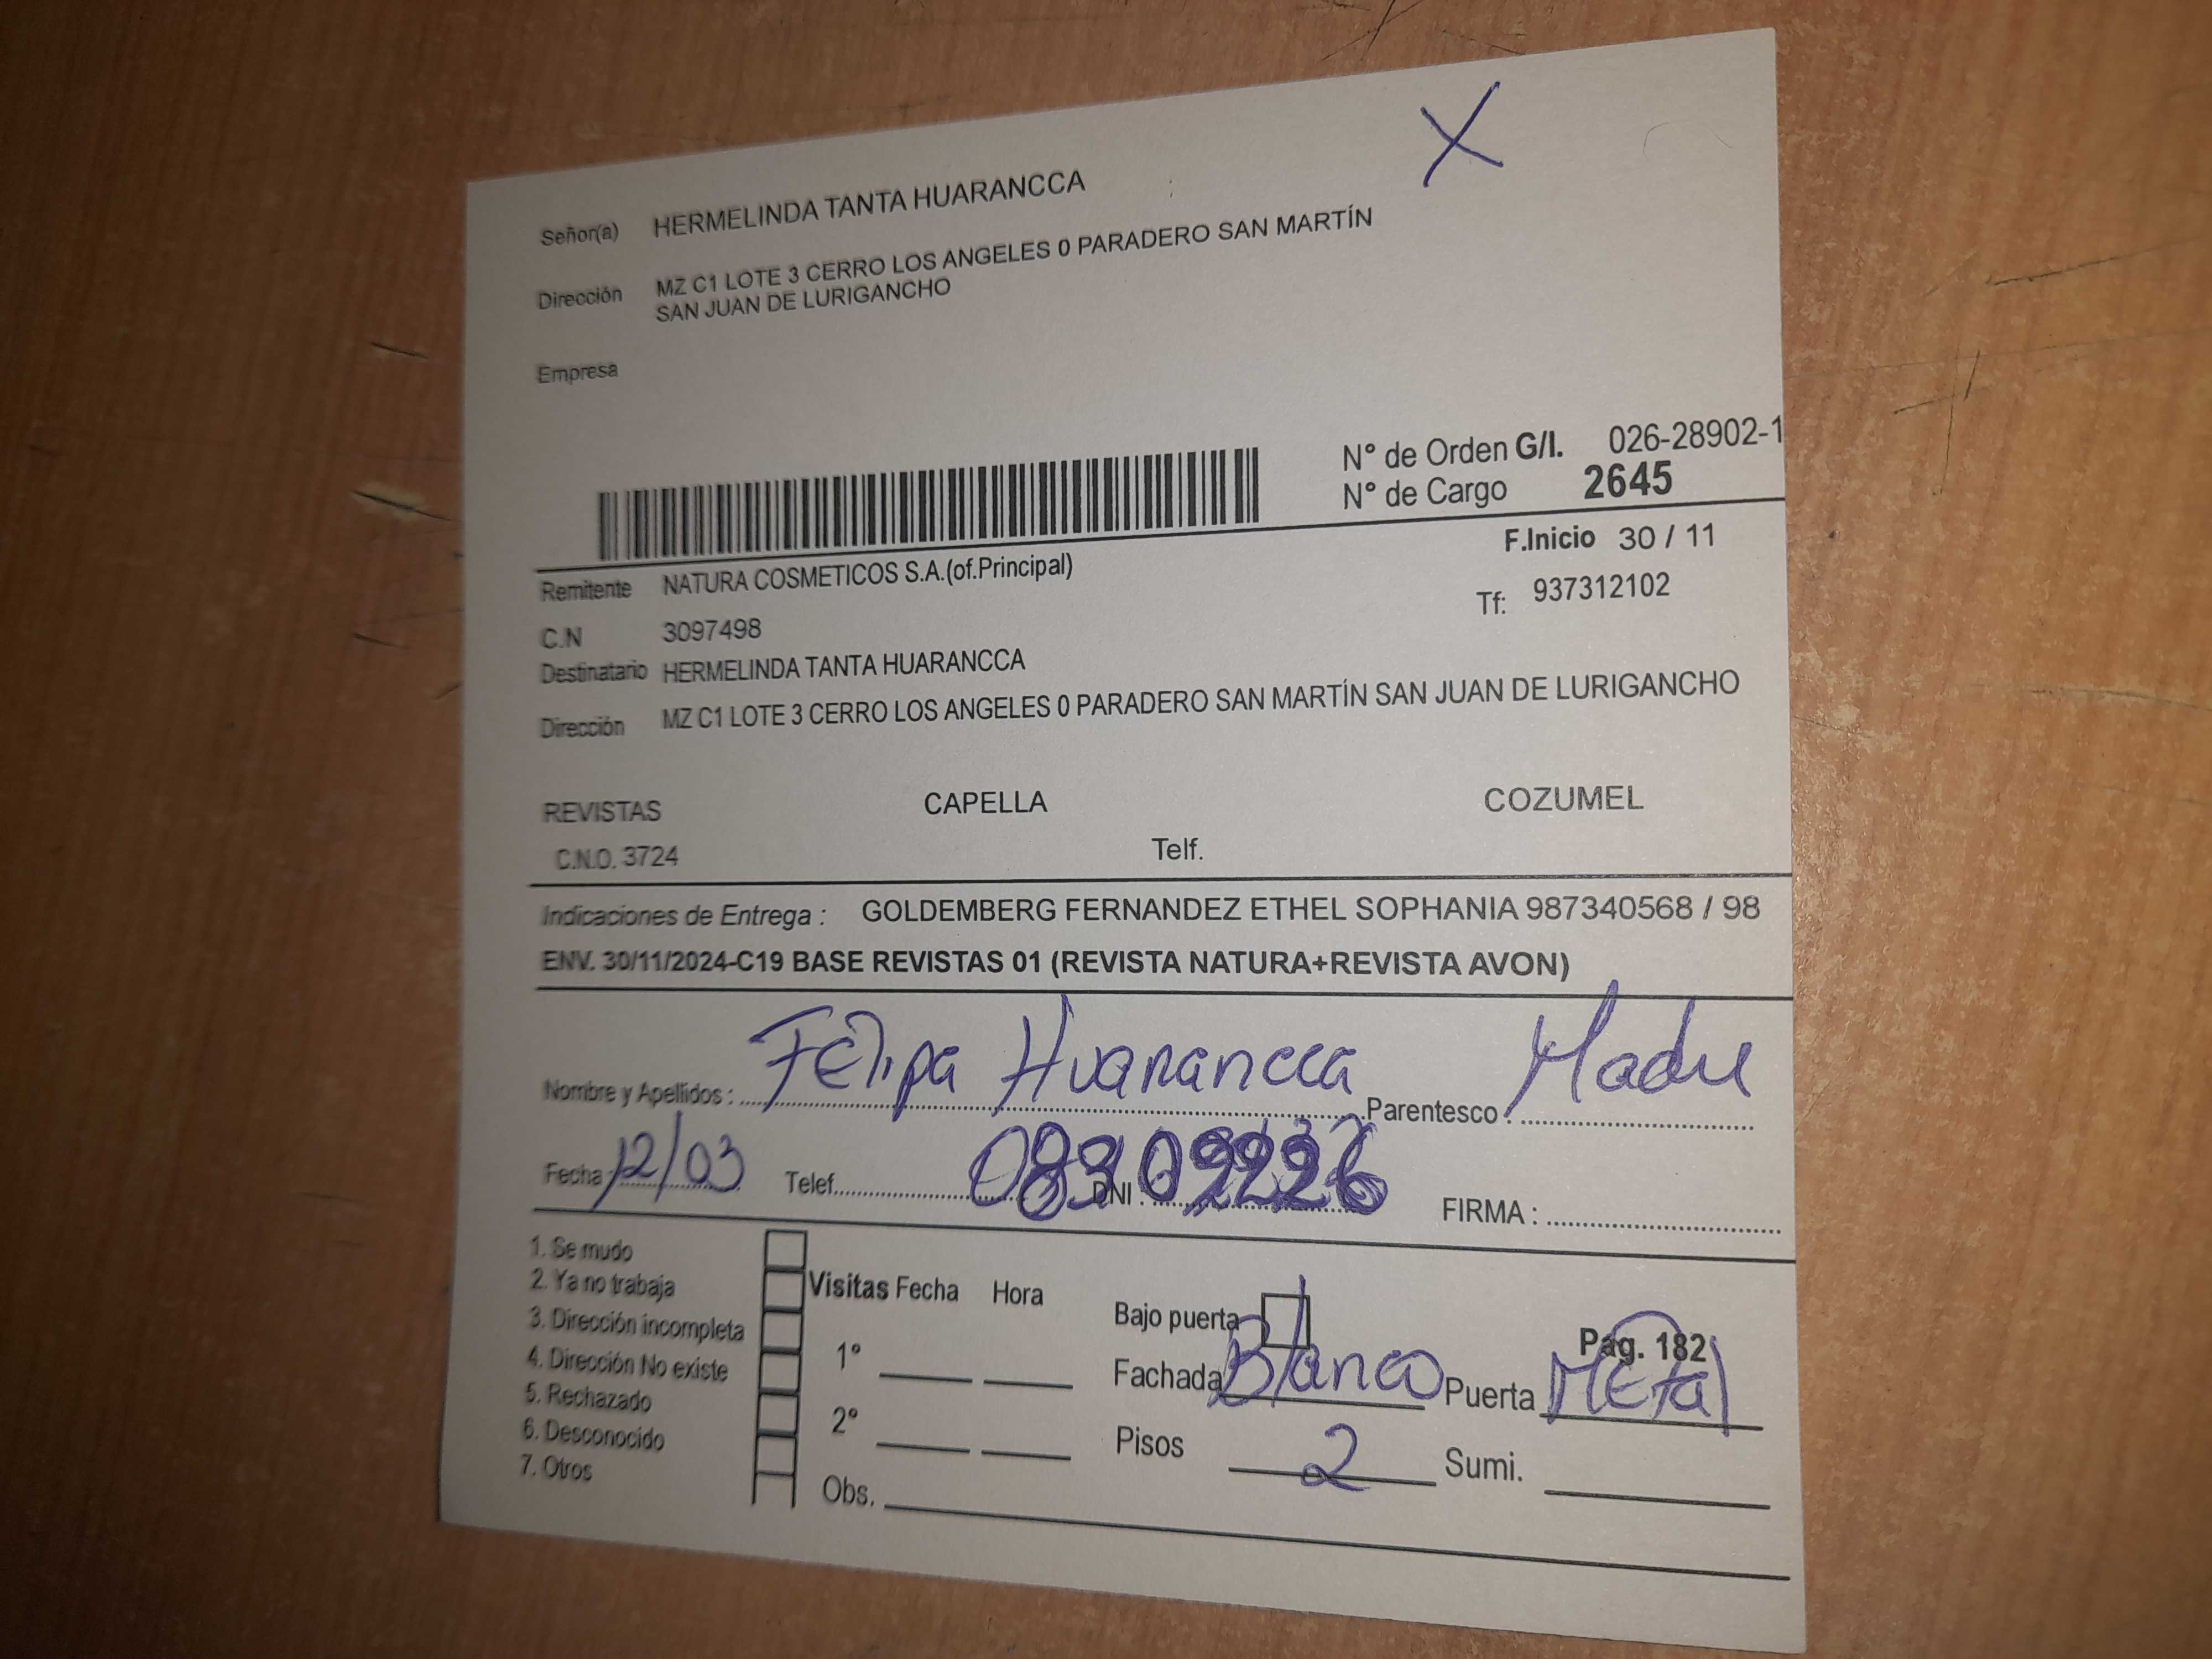 X
Señor(a) HERMELINDA TANTA HUARANCCA
Dirección MZ C1 LOTE 3 CERRO LOS ANGELES 0 PARADERO SAN MARTÍN
SAN JUAN DE LURIGANCHO
Empresa
N° de Orden G/I. 026-28902-1
N° de Cargo 2645
F.Inicio 30 / 11
Remitente NATURA COSMETICOS S.A.(of.Principal)
Tf: 937312102
C.N 3097498
Destinatario HERMELINDA TANTA HUARANCCA
Dirección MZ C1 LOTE 3 CERRO LOS ANGELES 0 PARADERO SAN MARTÍN SAN JUAN DE LURIGANCHO
REVISTAS CAPELLA COZUMEL
C.N.O. 3724 Telf.
Indicaciones de Entrega : GOLDEMBERG FERNANDEZ ETHEL SOPHANIA 987340568 / 98
ENV. 30/11/2024-C19 BASE REVISTAS 01 (REVISTA NATURA+REVISTA AVON)
Nombre y Apellidos : Felipa Huarancca Parentesco : Madre
Fecha 12/03 Telef. DNI : FIRMA :
1. Se mudo
2. Ya no trabaja
3. Dirección incompleta
4. Dirección No existe
5. Rechazado
6. Desconocido
7. Otros
Visitas Fecha Hora
1°
2°
Obs.
Bajo puerta Pag. 182
Fachada Blanco Puerta Metal
Pisos 2 Sumi.